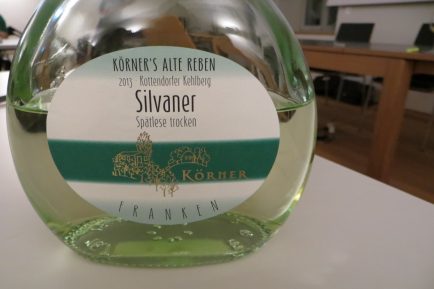 KÖRNER'S ALTE REBEN
2013 · Kottendorfer Kehlberg
Silvaner
Spätlese trocken
KÖRNER
FRANKEN